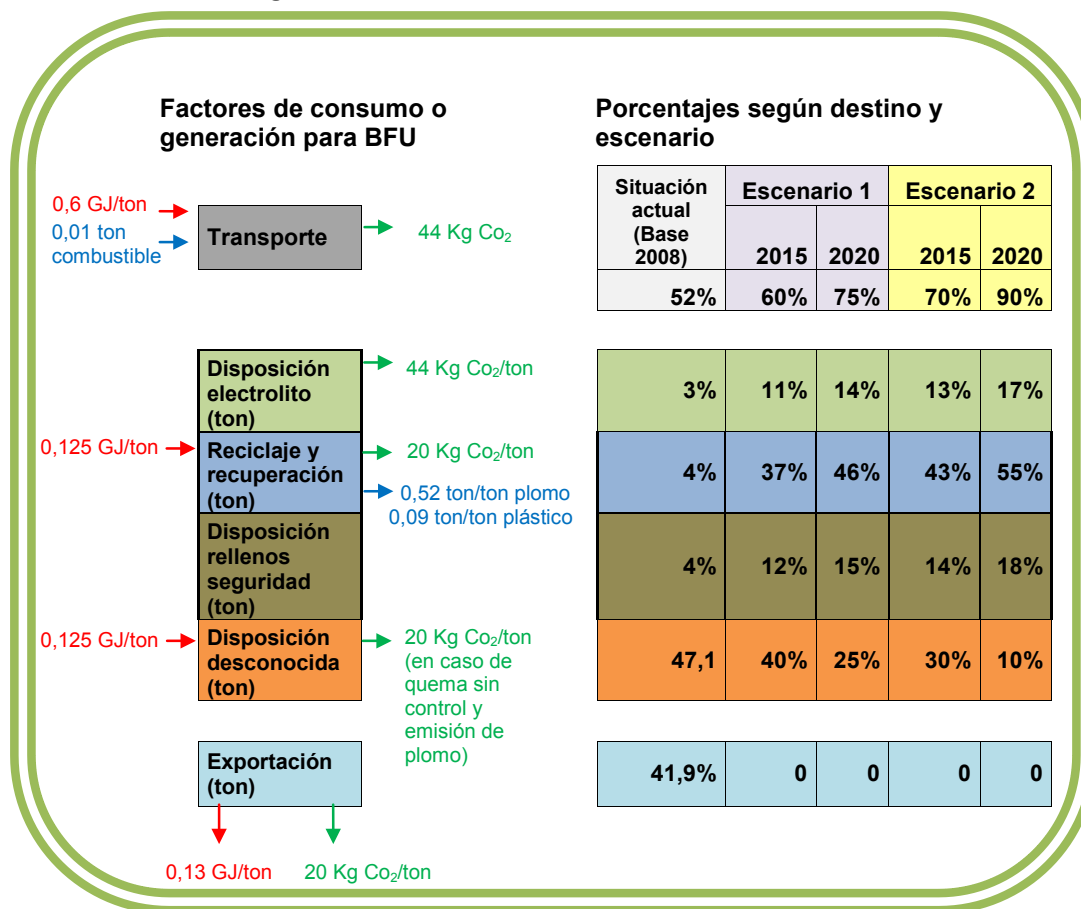 Factores de consumo o
generación para BFU
Porcentajes según destino y
escenario
0,6 GJ/ton
0,01 ton
combustible
Transporte
44 Kg Co₂
Situación
actual
(Base
2008)
Escenario 1
Escenario 2
2015 2020 2015 2020
52% 60% 75% 70% 90%
Disposición
electrolito
(ton)
44 Kg Co₂/ton
3% 11% 14% 13% 17%
0,125 GJ/ton
Reciclaje y
recuperación
(ton)
20 Kg Co₂/ton
0,52 ton/ton plomo
0,09 ton/ton plástico
4% 37% 46% 43% 55%
Disposición
rellenos
seguridad
(ton)
4% 12% 15% 14% 18%
0,125 GJ/ton
Disposición
desconocida
(ton)
20 Kg Co₂/ton
(en caso de
quema sin
control y
emisión de
plomo)
47,1 40% 25% 30% 10%
Exportación
(ton)
41,9% 0 0 0 0
0,13 GJ/ton
20 Kg Co₂/ton